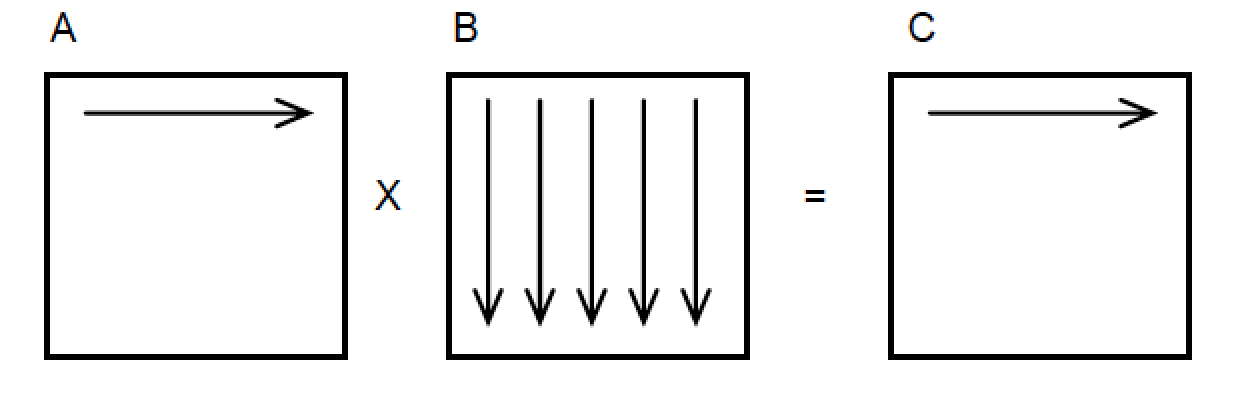 A B C
X =